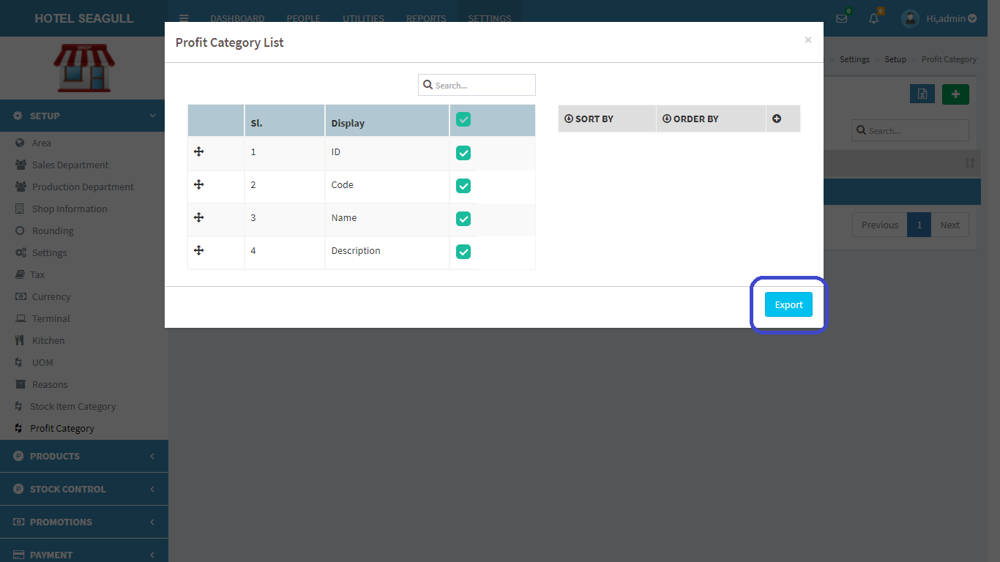 HOTEL SEAGULL
DASHBOARD PEOPLE UTILITIES REPORTS SETTINGS
0 0 Hi,admin
SHOP
Profit Category List ×
> Settings > Setup > Profit Category
Search...
Search...
SETUP
Area
Sales Department
Production Department
Shop Information
Rounding
Settings
Tax
Currency
Terminal
Kitchen
UOM
Reasons
Stock Item Category
Profit Category
PRODUCTS
STOCK CONTROL
PROMOTIONS
PAYMENT
Sl. Display
1 ID
2 Code
3 Name
4 Description
SORT BY ORDER BY
Previous 1 Next
Export